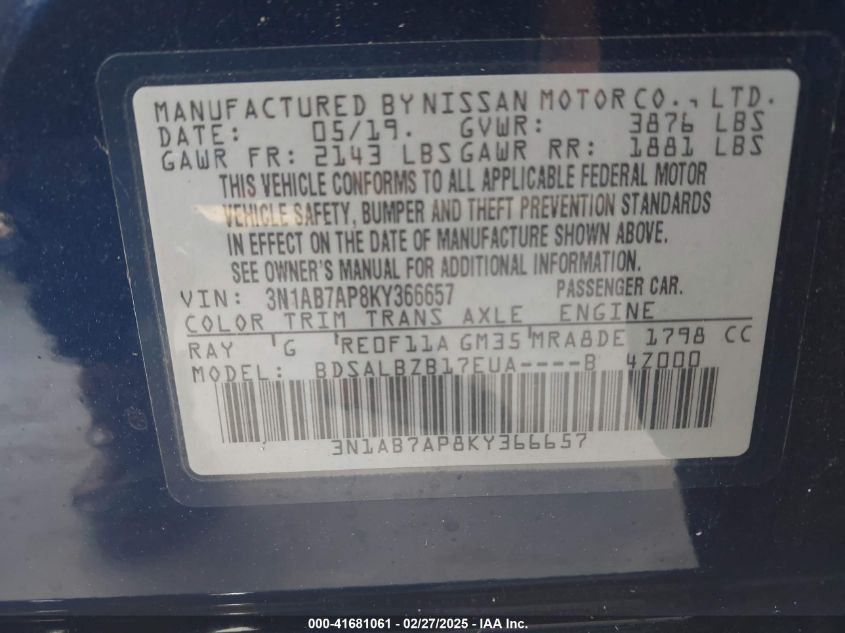 MANUFACTURED BY NISSAN MOTOR CO., LTD.
DATE: 05/19. GVWR: 3876 LBS
GAWR FR: 2143 LBS GAWR RR: 1881 LBS
THIS VEHICLE CONFORMS TO ALL APPLICABLE FEDERAL MOTOR
VEHICLE SAFETY, BUMPER AND THEFT PREVENTION STANDARDS
IN EFFECT ON THE DATE OF MANUFACTURE SHOWN ABOVE.
SEE OWNER'S MANUAL FOR ADDITIONAL INFORMATION.
VIN: 3N1AB7AP8KY366657 PASSENGER CAR.
COLOR TRIM TRANS AXLE ENGINE
RAY 'G 'RE0F11A GM35 'MRA8DE 1798 CC
MODEL: BDSALBZB17EUA----B 4Z000
3N1AB7AP8KY366657
000-41681061 / 02/27/2025 - IAA Inc.